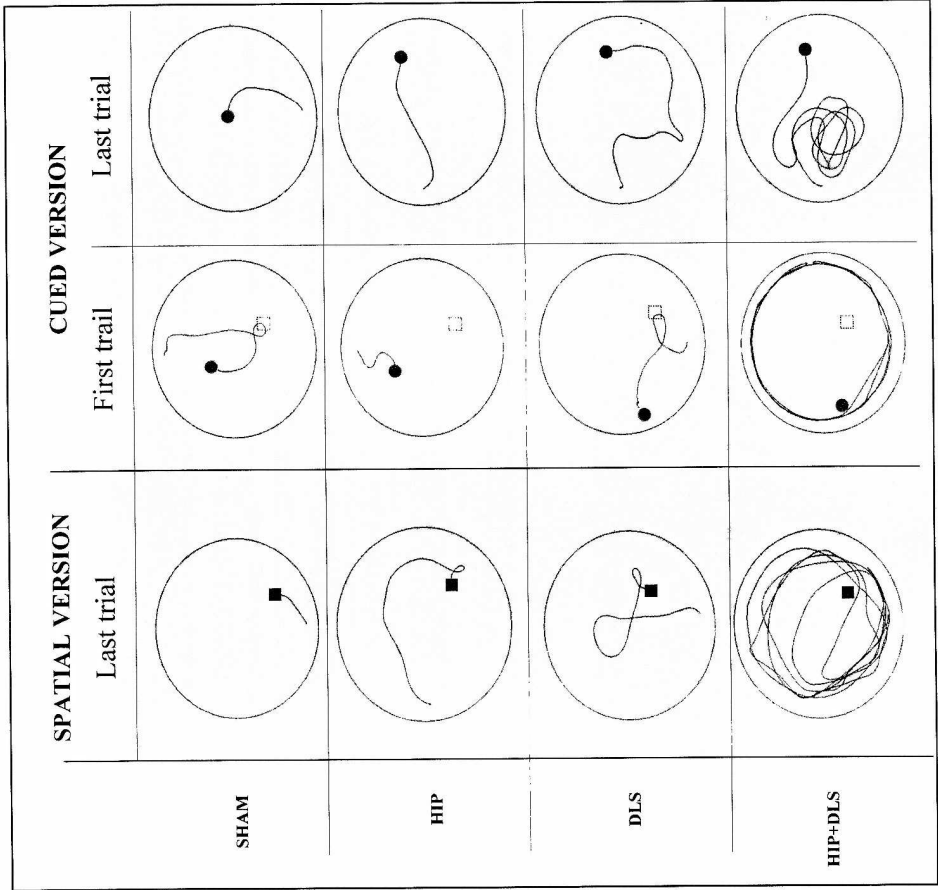 SPATIAL VERSION
CUED VERSION
Last trial
First trail
Last trial
SHAM
HIP
DLS
HIP+DLS